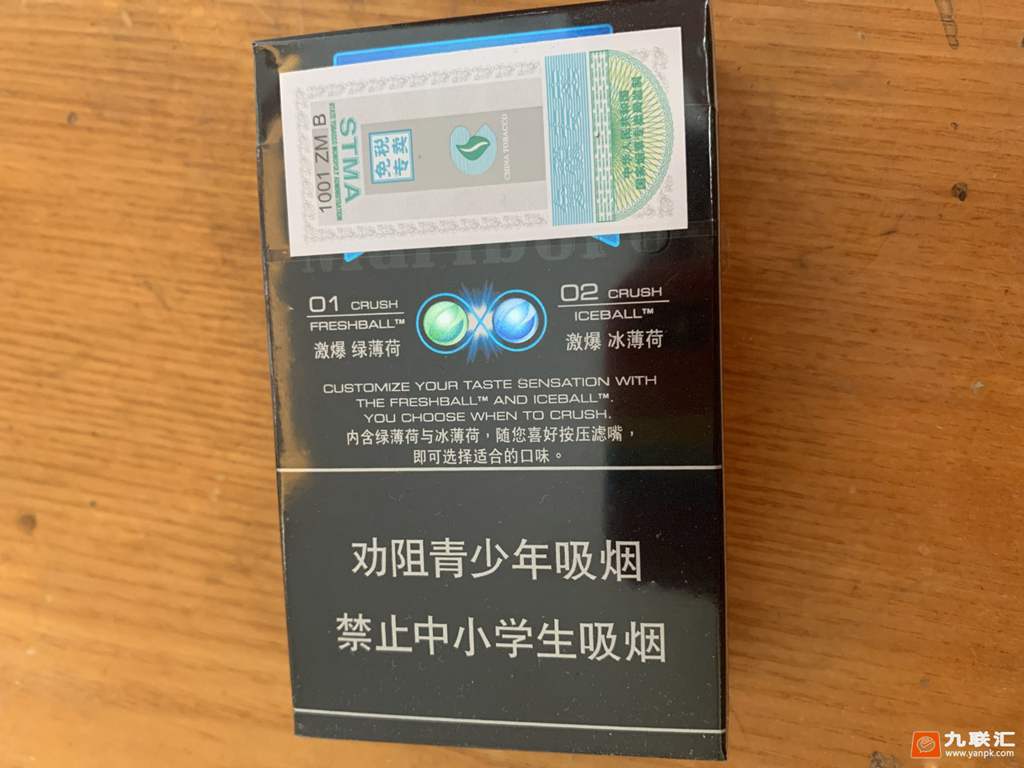 1001 ZM B
STMA
免税
专卖
CHINA TOBACCO
Marlboro
01 CRUSH
FRESHBALL™
激爆 绿薄荷
02 CRUSH
ICEBALL™
激爆 冰薄荷
CUSTOMIZE YOUR TASTE SENSATION WITH
THE FRESHBALL™ AND ICEBALL™.
YOU CHOOSE WHEN TO CRUSH.
内含绿薄荷与冰薄荷，随您喜好按压滤嘴，
即可选择适合的口味。
劝阻青少年吸烟
禁止中小学生吸烟
九联汇
www.yanpk.com